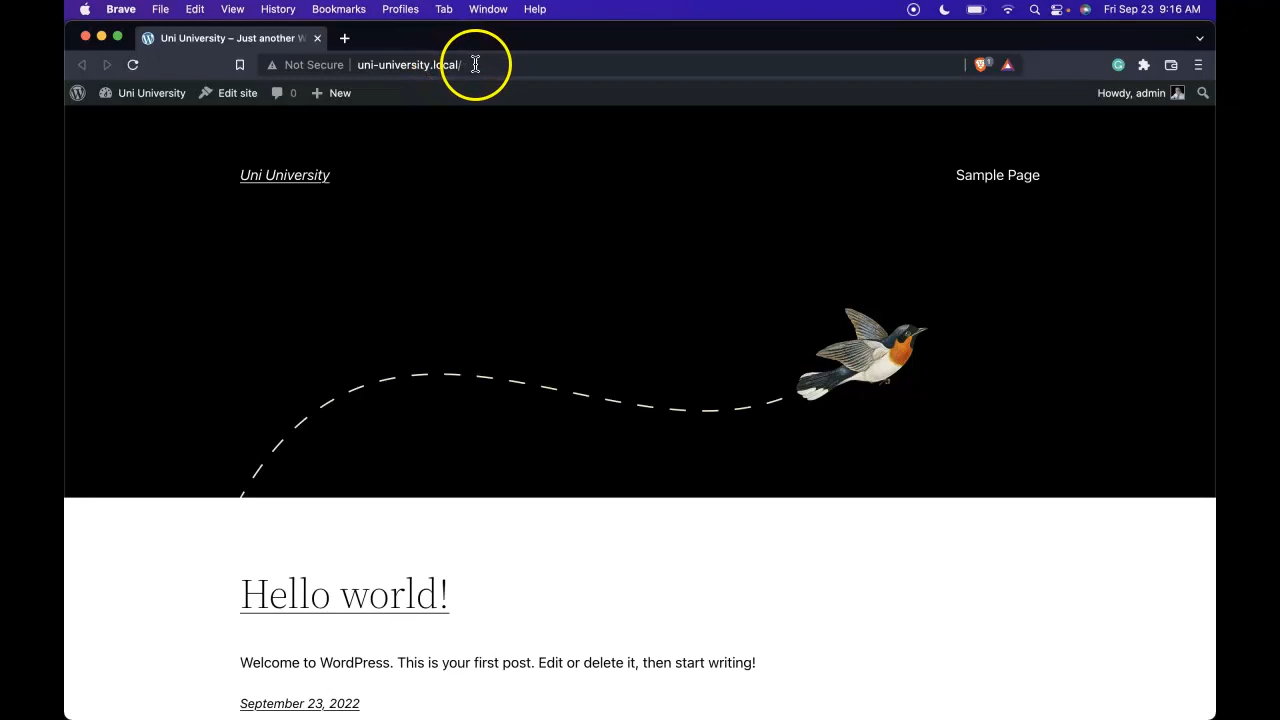 Brave File Edit View History Bookmarks Profiles Tab Window Help Fri Sep 23 9:16 AM
Uni University – Just another W
Not Secure uni-university.local/ 1
Uni University Edit site 0 New Howdy, admin
Uni University Sample Page
Hello world!
Welcome to WordPress. This is your first post. Edit or delete it, then start writing!
September 23, 2022